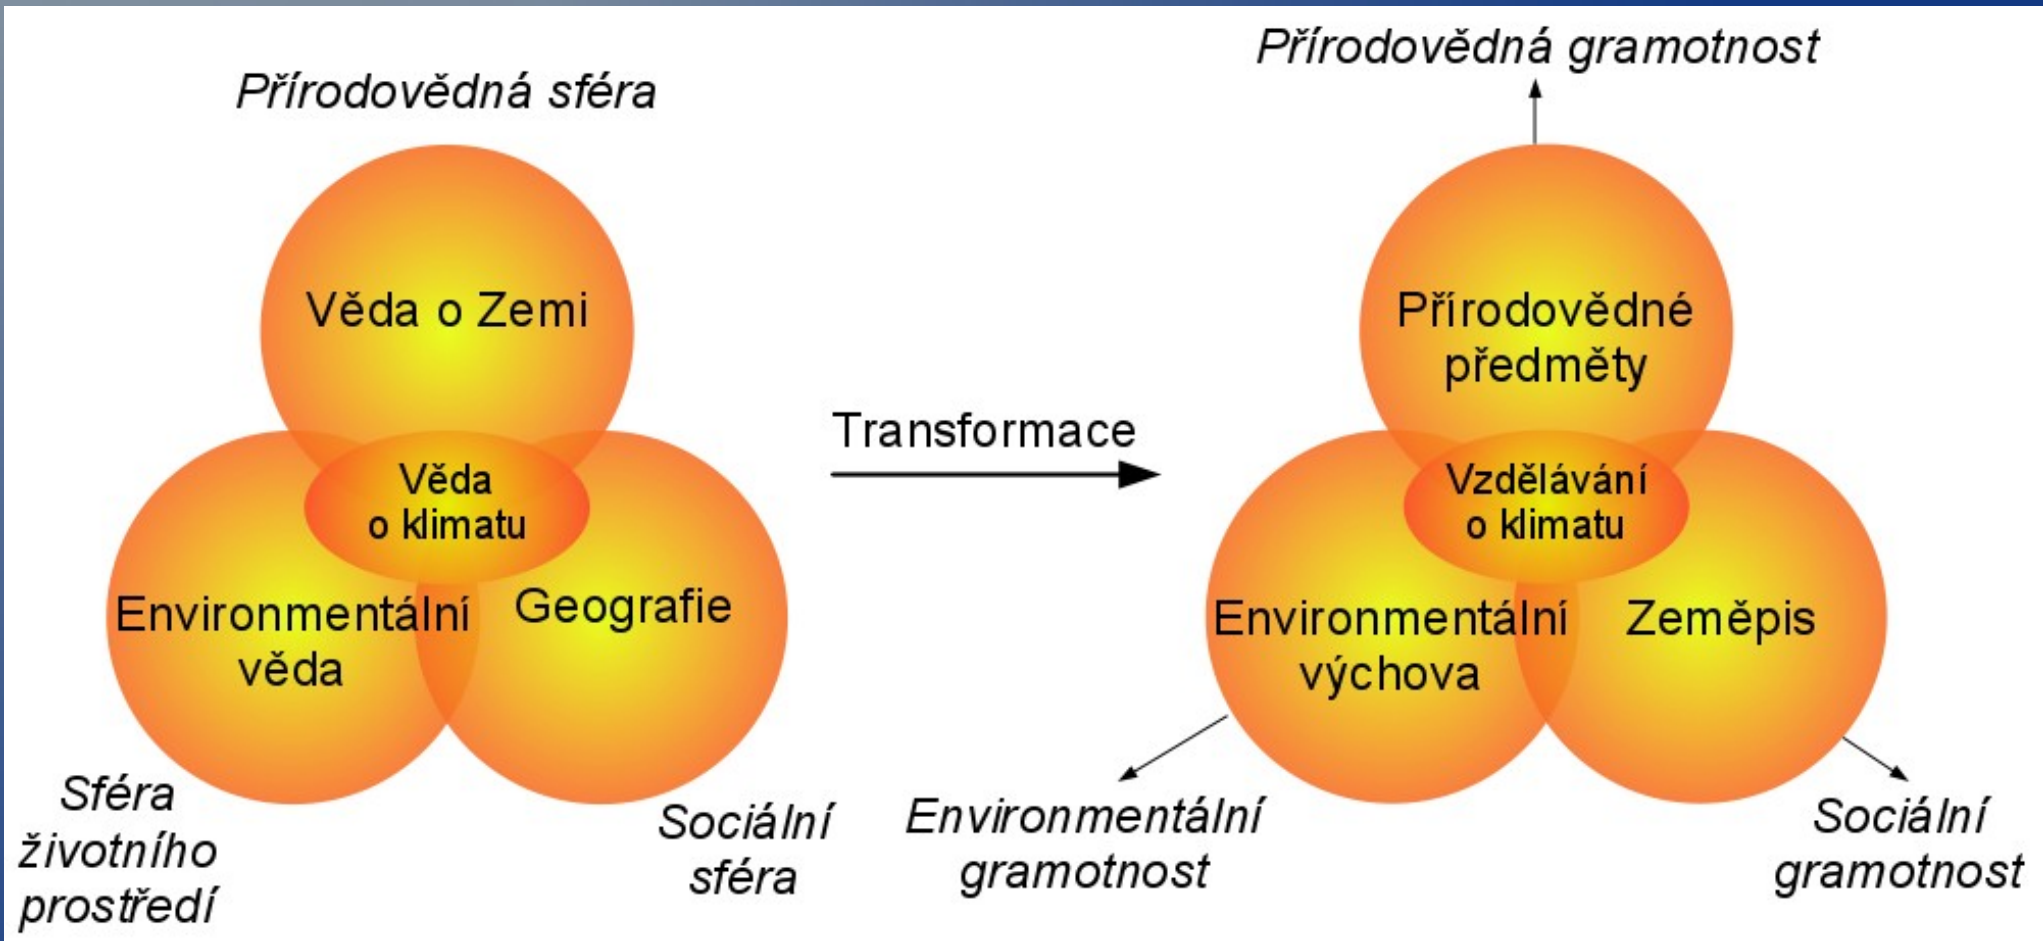 Přírodovědná sféra
Věda o Zemi
Věda
o klimatu
Environmentální
věda
Geografie
Sféra
životního
prostředí
Sociální
sféra
Transformace
Přírodovědná gramotnost
Přírodovědné
předměty
Vzdělávání
o klimatu
Environmentální
výchova
Zeměpis
Environmentální
gramotnost
Sociální
gramotnost